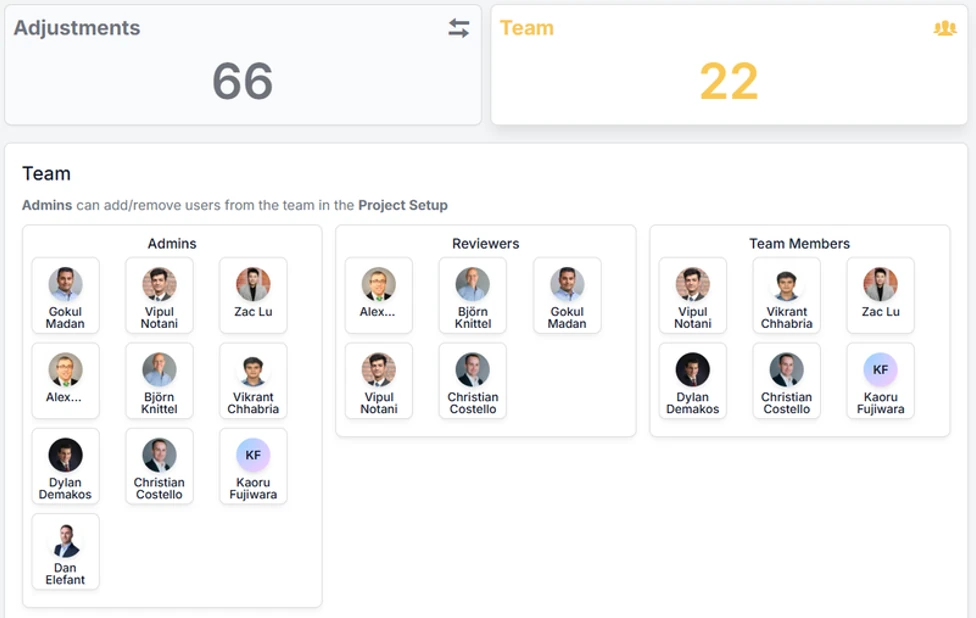 Adjustments
66
Team
22
Team
Admins can add/remove users from the team in the Project Setup
Admins
Gokul
Madan
Vipul
Notani
Zac Lu
Alex...
Björn
Knittel
Vikrant
Chhabria
Dylan
Demakos
Christian
Costello
KF
Kaoru
Fujiwara
Dan
Elefant
Reviewers
Alex...
Björn
Knittel
Gokul
Madan
Vipul
Notani
Christian
Costello
Team Members
Vipul
Notani
Vikrant
Chhabria
Zac Lu
Dylan
Demakos
Christian
Costello
KF
Kaoru
Fujiwara